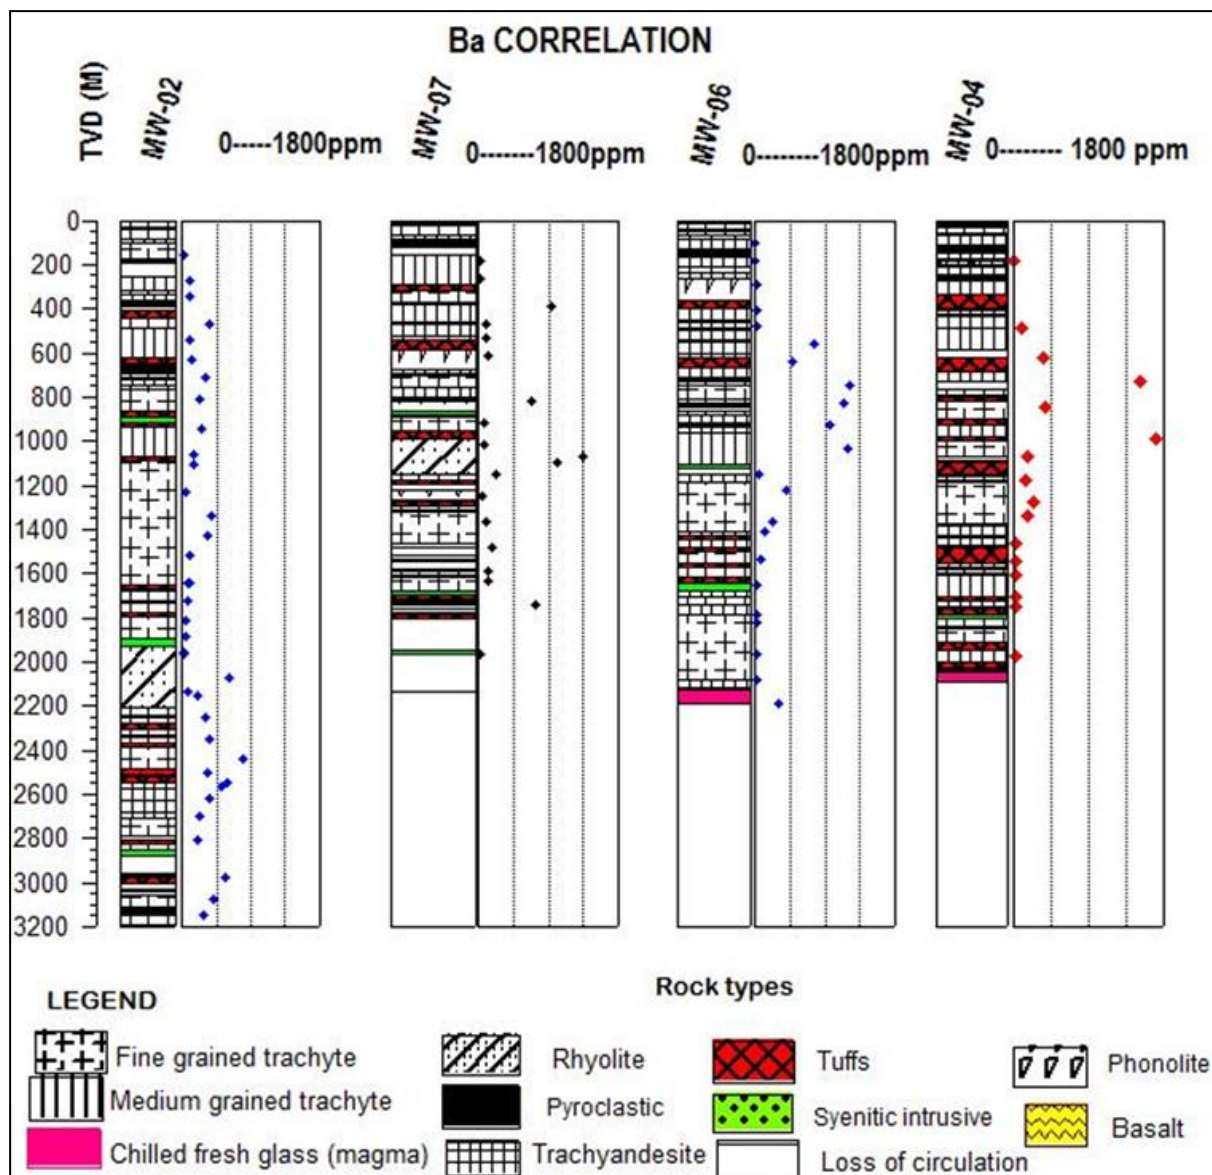 Ba CORRELATION
TVD (M)
MW-02
0-----1800ppm
MW-07
0-------1800ppm
MW-06
0--------1800ppm
MW-04
0-------- 1800 ppm
0
200
400
600
800
1000
1200
1400
1600
1800
2000
2200
2400
2600
2800
3000
3200
LEGEND
Rock types
Fine grained trachyte
Rhyolite
Tuffs
Phonolite
Medium grained trachyte
Pyroclastic
Syenitic intrusive
Basalt
Chilled fresh glass (magma)
Trachyandesite
Loss of circulation